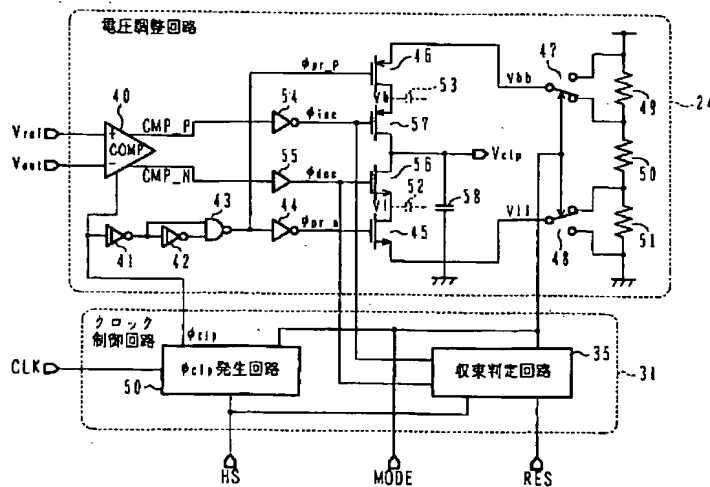 電圧調整回路
46
47
φpr_P
53
Vbb
40
54
Vh
49
24
CMP_P
φinc
57
Vref
+
COMP
-
Vout
55
56
Vclp
CMP_N
φdec
50
43
44
Vl
52
58
Vll
φpr_n
41
42
45
48
51
クロック
制御回路
φclp
35
CLK
φclp発生回路
収束判定回路
31
50
HS
MODE
RES